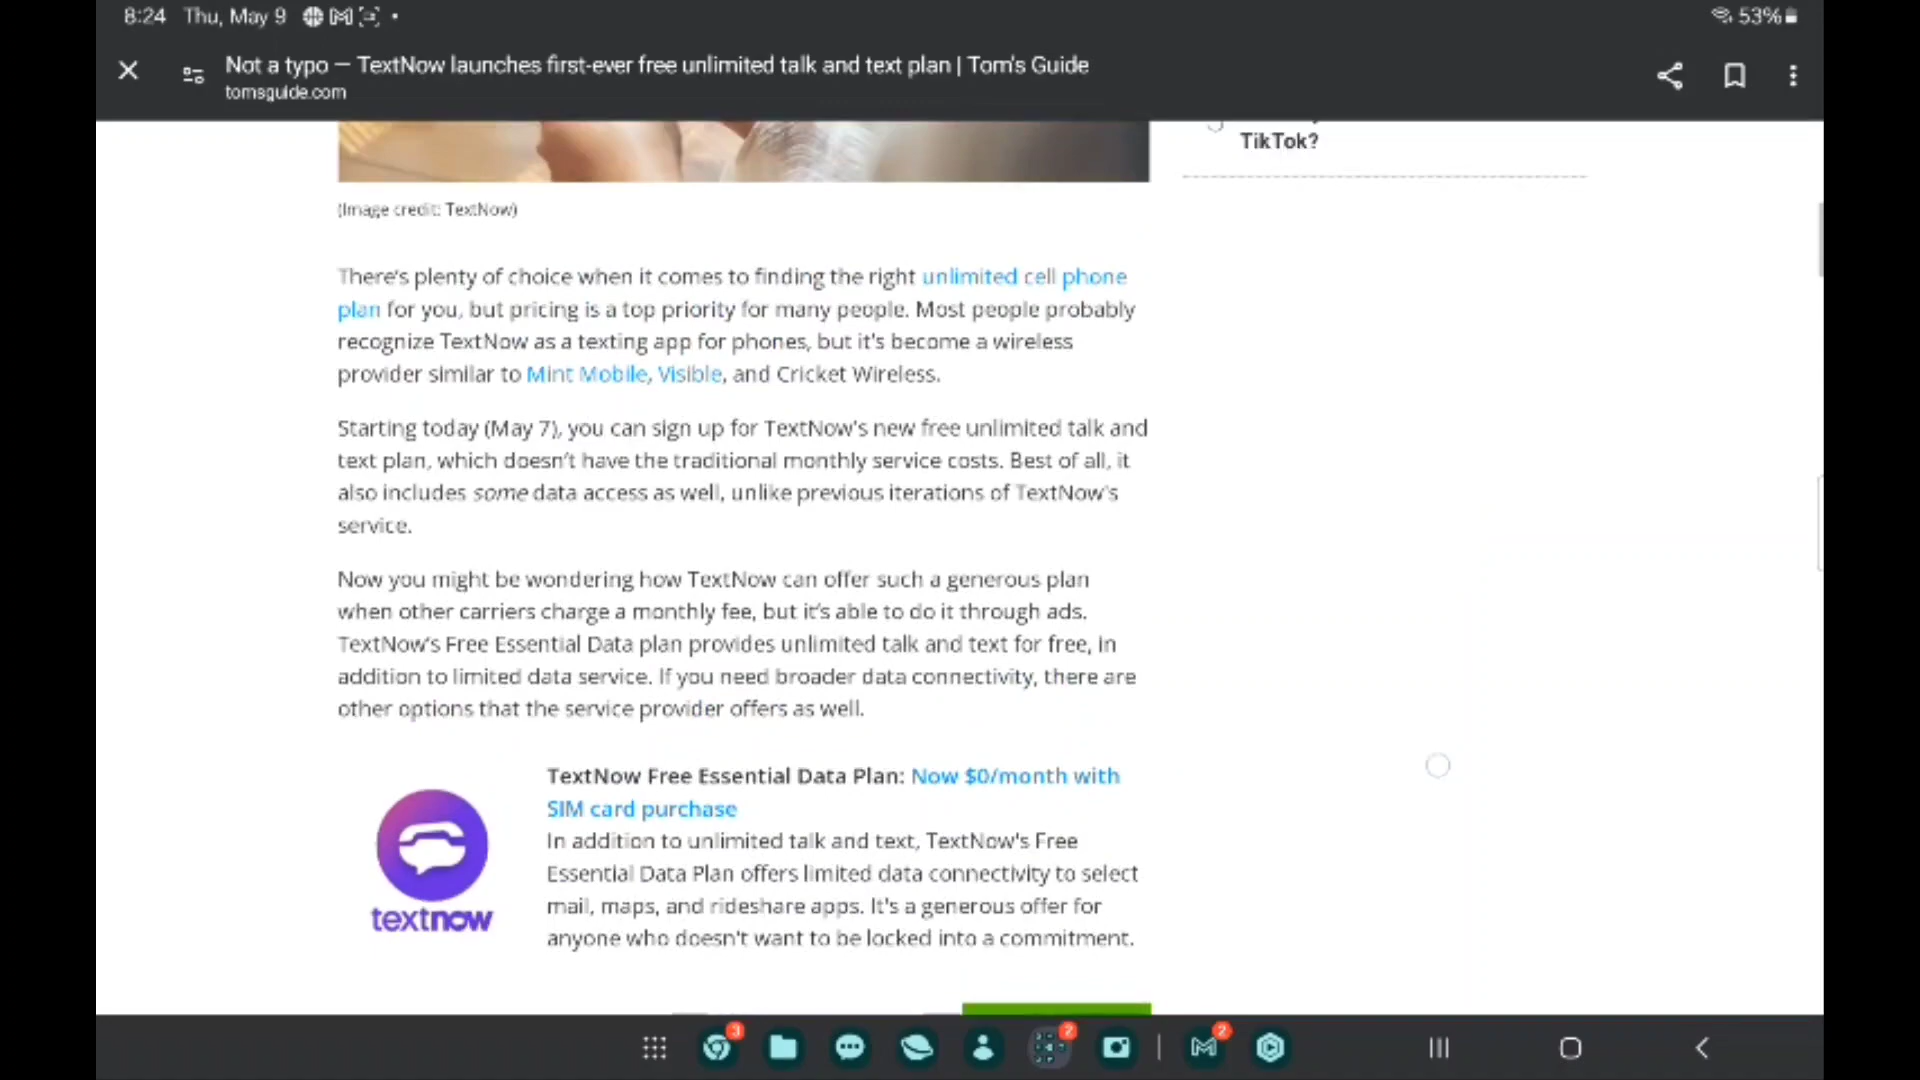 8:24 Thu, May 9
53%
Not a typo — TextNow launches first-ever free unlimited talk and text plan | Tom's Guide
tomsguide.com
TikTok?
(Image credit: TextNow)
There's plenty of choice when it comes to finding the right unlimited cell phone
plan for you, but pricing is a top priority for many people. Most people probably
recognize TextNow as a texting app for phones, but it's become a wireless
provider similar to Mint Mobile, Visible, and Cricket Wireless.
Starting today (May 7), you can sign up for TextNow's new free unlimited talk and
text plan, which doesn't have the traditional monthly service costs. Best of all, it
also includes some data access as well, unlike previous iterations of TextNow's
service.
Now you might be wondering how TextNow can offer such a generous plan
when other carriers charge a monthly fee, but it's able to do it through ads.
TextNow's Free Essential Data plan provides unlimited talk and text for free, in
addition to limited data service. If you need broader data connectivity, there are
other options that the service provider offers as well.
TextNow Free Essential Data Plan: Now $0/month with
SIM card purchase
In addition to unlimited talk and text, TextNow's Free
Essential Data Plan offers limited data connectivity to select
mail, maps, and rideshare apps. It's a generous offer for
anyone who doesn't want to be locked into a commitment.
textnow
3
2
2